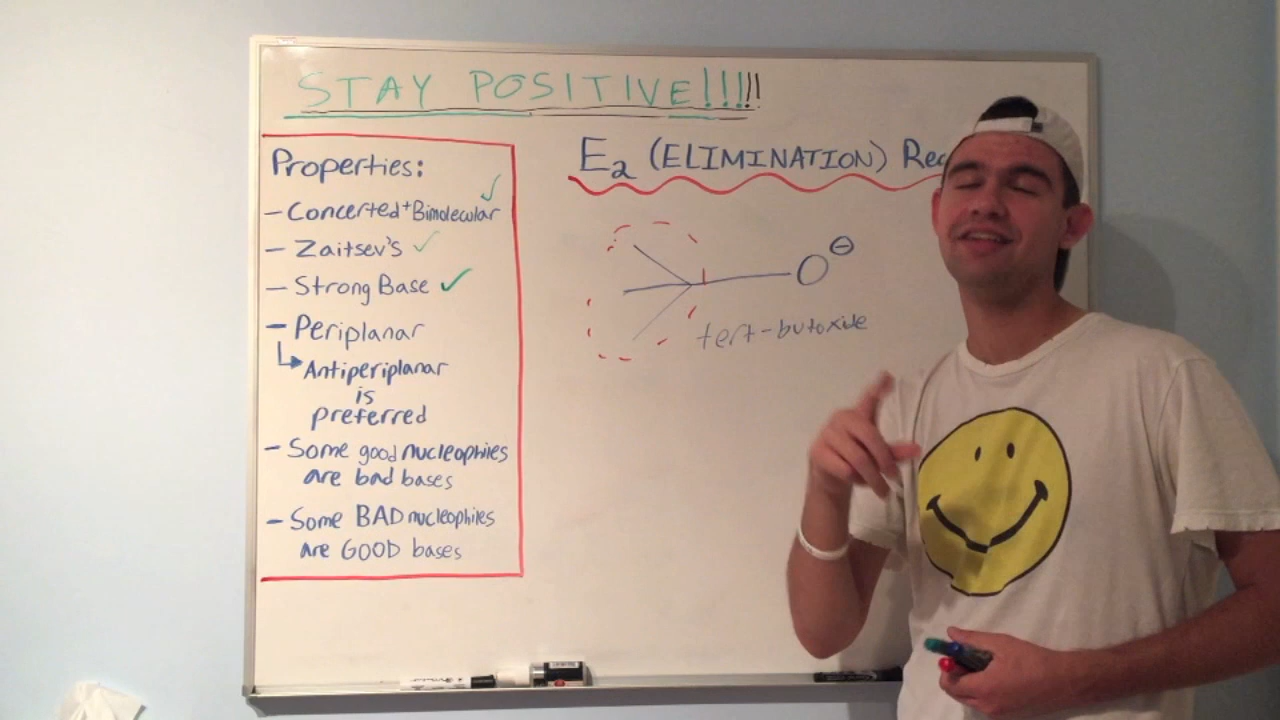 STAY POSITIVE!!!!!!
Properties:
- Concerted + Bimolecular ✓
- Zaitsev's ✓
- Strong Base ✓
- Periplanar
↳ Antiperiplanar
is
preferred
- Some good nucleophiles
are bad bases
- Some BAD nucleophiles
are GOOD bases
E2 (ELIMINATION) Rea
O ⊖
tert-butoxide